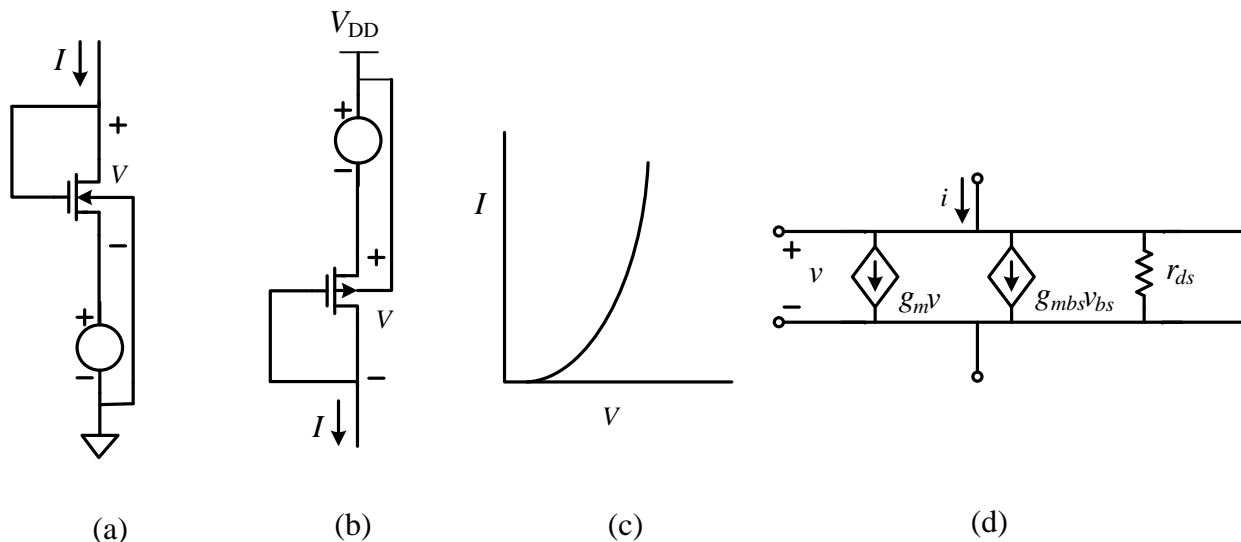 I
+
V
−
+
−
(a)
V_DD
+
−
+
V
−
I
(b)
I
V
(c)
i
+
v
−
g_m v
g_mbs v_bs
r_ds
(d)